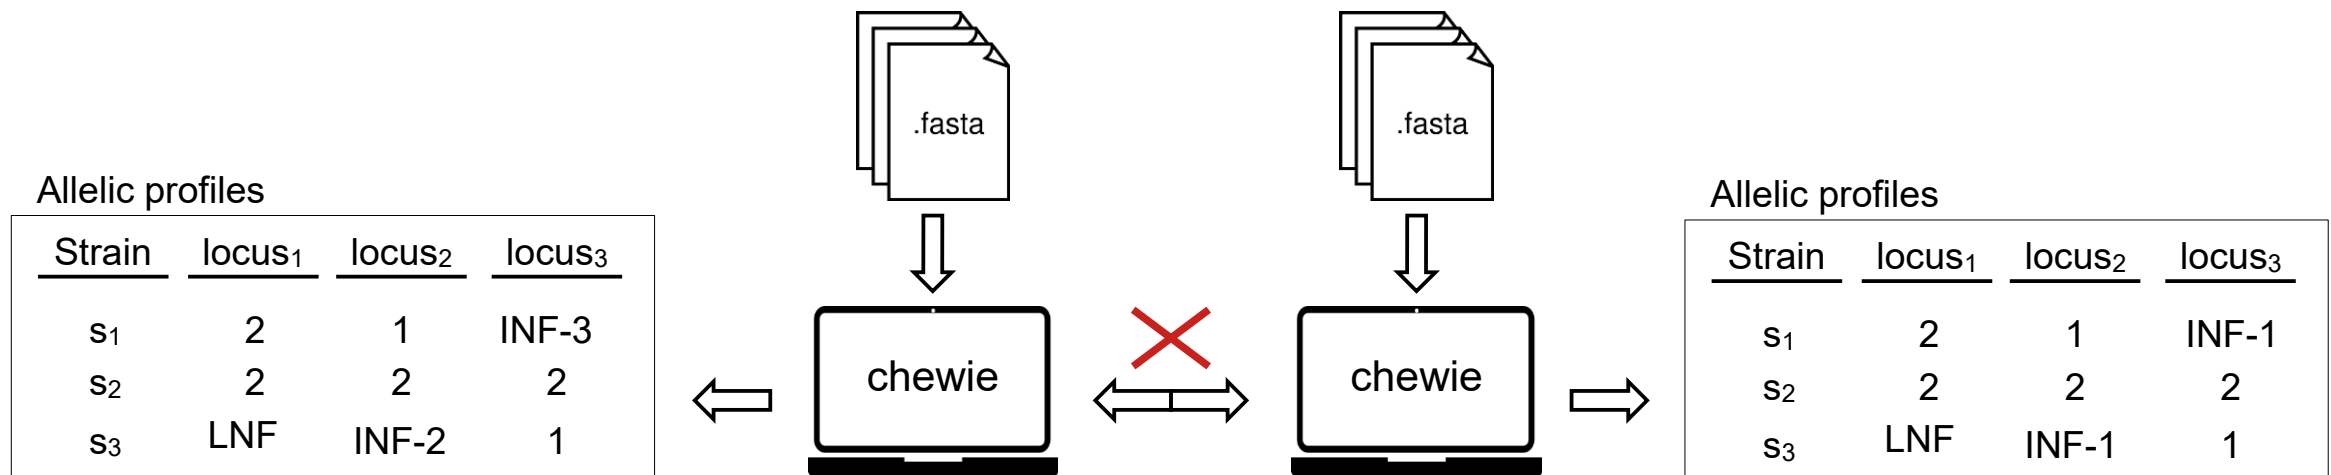 .fasta
.fasta
Allelic profiles
Strain locus₁ locus₂ locus₃
s₁ 2 1 INF-3
s₂ 2 2 2
s₃ LNF INF-2 1
chewie
chewie
Allelic profiles
Strain locus₁ locus₂ locus₃
s₁ 2 1 INF-1
s₂ 2 2 2
s₃ LNF INF-1 1